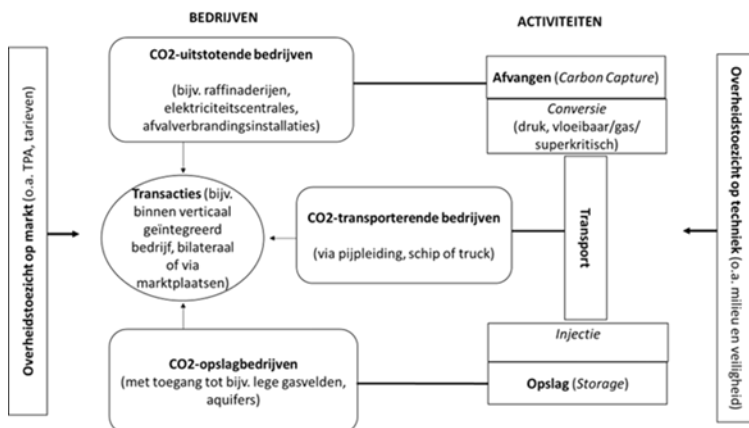 BEDRIJVEN
ACTIVITEITEN
Overheidstoezicht op markt (o.a. TPA, tarieven)
CO2-uitstotende bedrijven
(bijv. raffinaderijen,
elektriciteitscentrales,
afvalverbrandingsinstallaties)
Afvangen (Carbon Capture)
Conversie
(druk, vloeibaar/gas/
superkritisch)
Transacties (bijv.
binnen verticaal
geïntegreerd
bedrijf, bilateraal
of via
marktplaatsen)
CO2-transporterende bedrijven
(via pijpleiding, schip of truck)
Transport
CO2-opslagbedrijven
(met toegang tot bijv. lege gasvelden,
aquifers)
Injectie
Opslag (Storage)
Overheidstoezicht op techniek
(o.a. milieu en veiligheid)